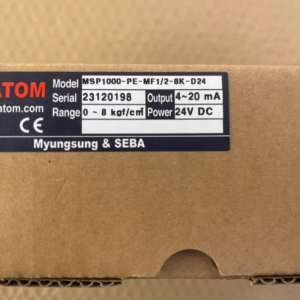 ATOM Model MSP1000-PE-MF1/2-8K-D24
atom.com Serial 23120198 Output 4~20 mA
CE Range 0 ~ 8 kgf/cm² Power 24V DC
Myungsung & SEBA